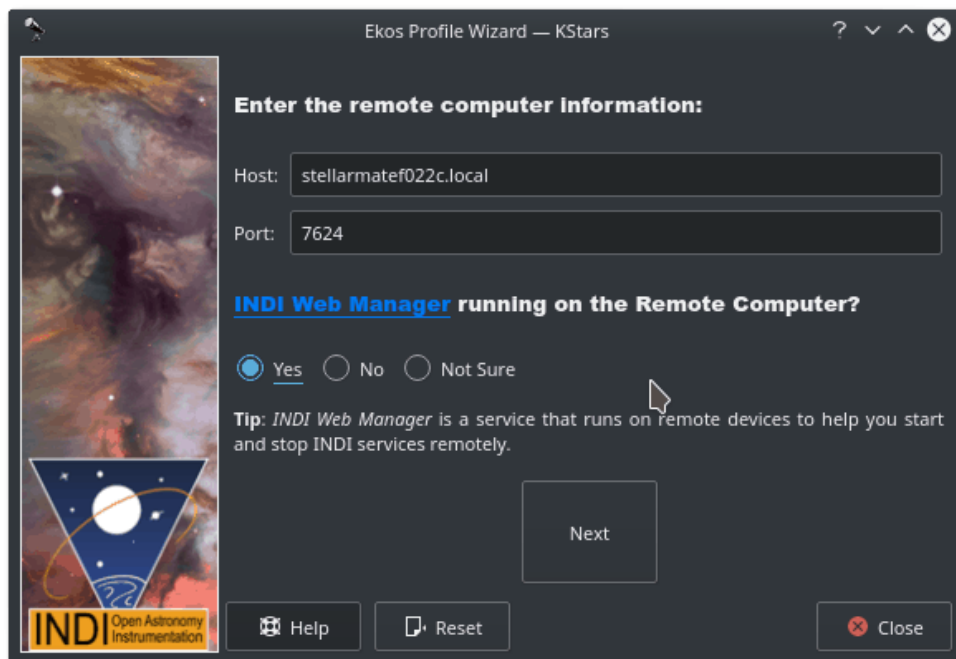 Ekos Profile Wizard — KStars
Enter the remote computer information:
Host: stellarmatef022c.local
Port: 7624
INDI Web Manager running on the Remote Computer?
Yes No Not Sure
Tip: INDI Web Manager is a service that runs on remote devices to help you start
and stop INDI services remotely.
Next
INDI Open Astronomy
Instrumentation
Help Reset Close